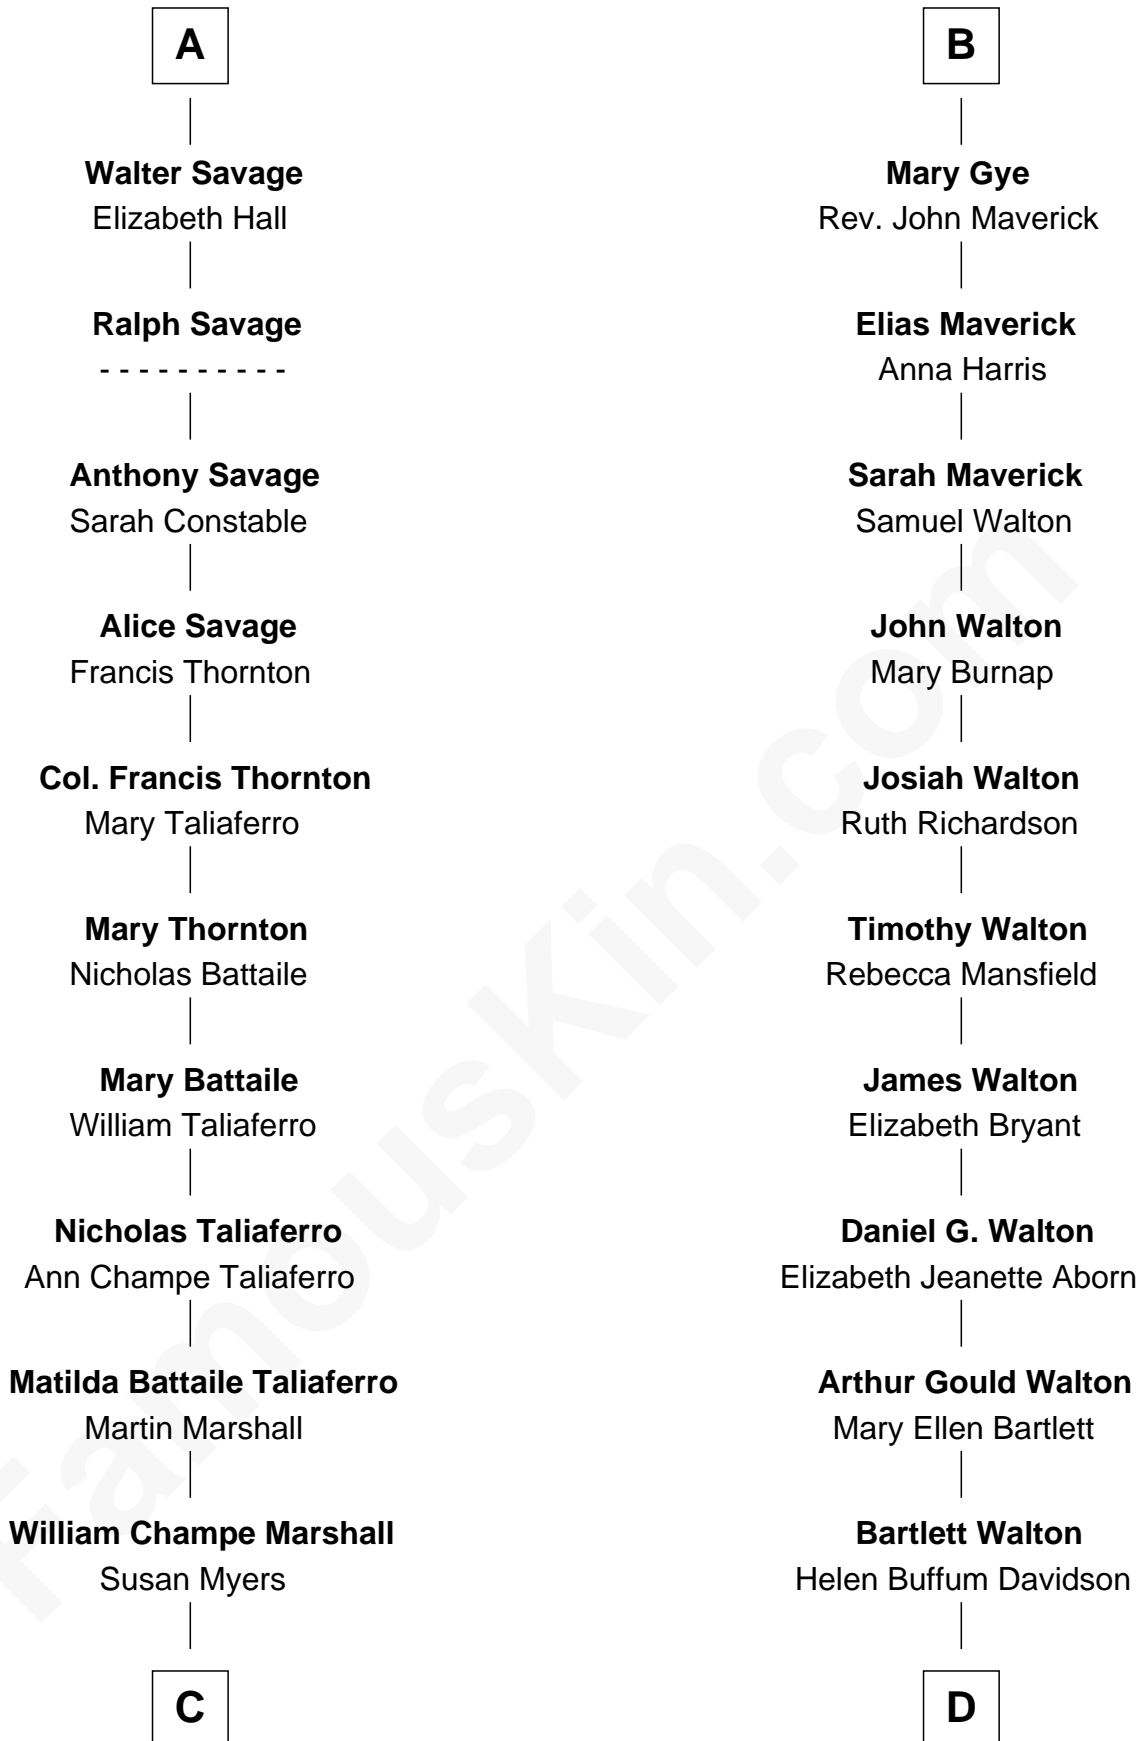 A
Walter Savage
Elizabeth Hall
Ralph Savage
- - - - - - - - - -
Anthony Savage
Sarah Constable
Alice Savage
Francis Thornton
Col. Francis Thornton
Mary Taliaferro
Mary Thornton
Nicholas Battaile
Mary Battaile
William Taliaferro
Nicholas Taliaferro
Ann Champe Taliaferro
Matilda Battaile Taliaferro
Martin Marshall
William Champe Marshall
Susan Myers
C
B
Mary Gye
Rev. John Maverick
Elias Maverick
Anna Harris
Sarah Maverick
Samuel Walton
John Walton
Mary Burnap
Josiah Walton
Ruth Richardson
Timothy Walton
Rebecca Mansfield
James Walton
Elizabeth Bryant
Daniel G. Walton
Elizabeth Jeanette Aborn
Arthur Gould Walton
Mary Ellen Bartlett
Bartlett Walton
Helen Buffum Davidson
D
FamousKin.com